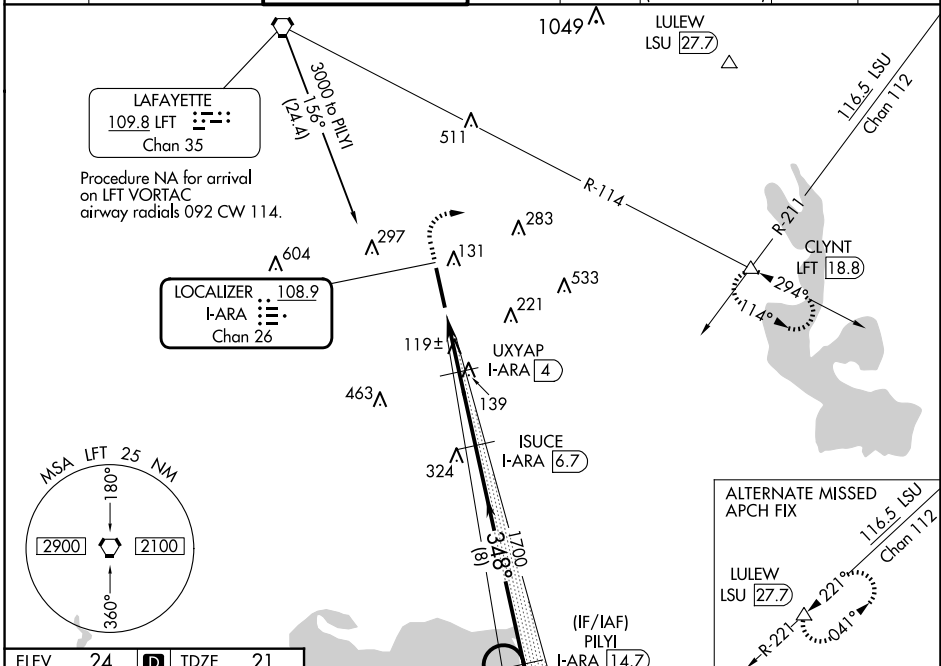 1049
LULEW
LSU 27.7
116.5 LSU
Chan 112
3000 to PILYI
156°
(24.4)
LAFAYETTE
109.8 LFT
Chan 35
511
Procedure NA for arrival
on LFT VORTAC
airway radials 092 CW 114.
R-114
R-211
283
297
131
604
CLYNT
LFT 18.8
294°
114°
533
LOCALIZER 108.9
I-ARA
Chan 26
221
119±
UXYAP
I-ARA 4
139
463
ISUCE
I-ARA 6.7
324
MSA LFT 25 NM
180°
2900
2100
360°
1700
348°
(8)
ALTERNATE MISSED
APCH FIX
116.5 LSU
Chan 112
LULEW
LSU 27.7
221°
041°
R-221
(IF/IAF)
PILYI
I-ARA 14.7
ELEV 24 D TDZE 21